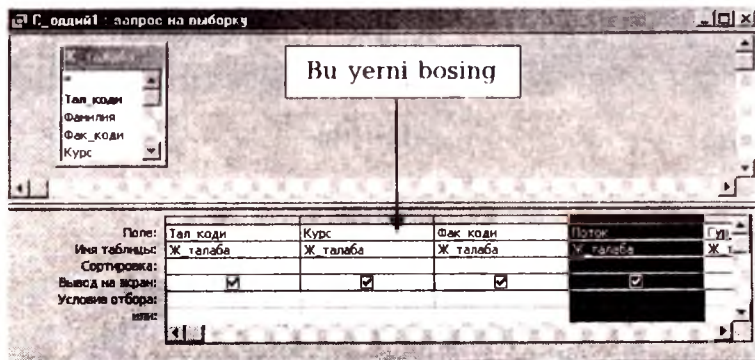 С_оддий1 : запрос на выборку
Bu yerni bosing
*
Тал_коди
Фамилия
Фак_коди
Курс
Поле: Тал_коди Курс Фак_коди Поток
Имя таблицы: Ж_талаба Ж_талаба Ж_талаба Ж_талаба
Сортировка:
Вывод на экран:
Условие отбора:
или: